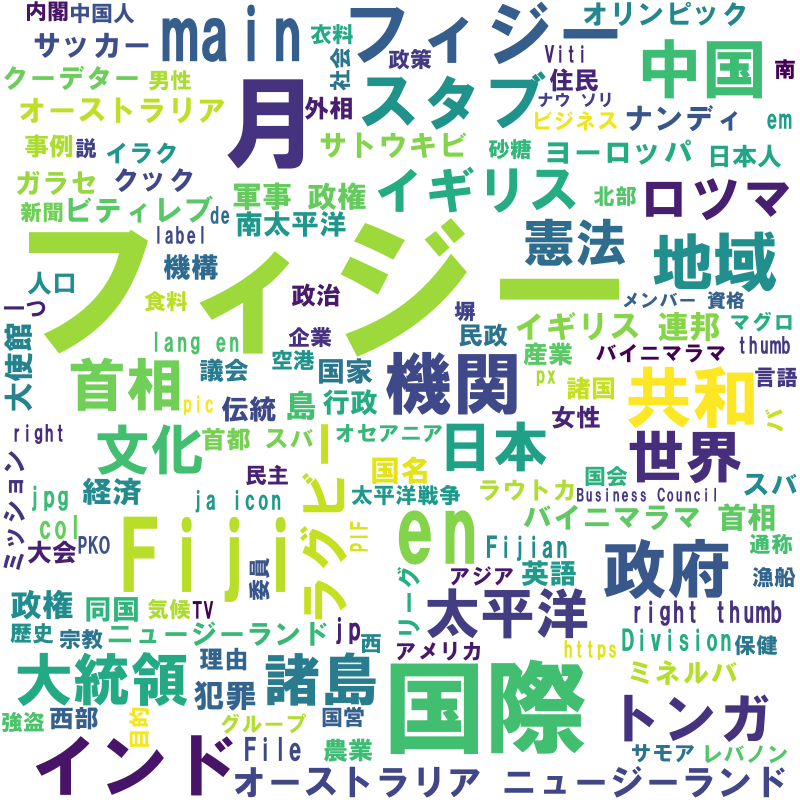 内閣 中国人
main
フィジー
オリンピック
サッカー
衣料
社会
政策
Viti
中国
南
クーデター
男性
月
外相
スタブ
住民
ナウ ソリ
オーストラリア
ビジネス
ナンディ
em
事例
説
イラク
サトウキビ
砂糖
ヨーロッパ
日本人
ガラセ
クック
軍事 政権
イギリス
北部
ロツマ
新聞
ビティレブ
de
南太平洋
label
憲法
地域
フィジー
機構
人口
食料
政治
塀
メンバー 資格
一つ
lang en
企業
民政
イギリス 連邦
マグロ
大使館
空港
議会
国家
機関
産業
バイニマラマ
thumb
首相
px
諸国
共和
言語
pic
伝統
島
行政
女性
ハ
right
文化
首都 スバ
オセアニア
日本
世界
ミッション
民主
国名
国会
スバ
jpg
経済
ja icon
太平洋戦争
ラウトカ
Business Council
col
Fiji
ラグビー
PIF
en
バイニマラマ 首相
大会
PKO
Fijian
通称
委員
リーグ
アジア
英語
政府
漁船
政権
同国
気候
TV
太平洋
right thumb
歴史
宗教
ニュージーランド
jp
西
アメリカ
https
Division
保健
大統領
理由
諸島
国際
ミネルバ
犯罪
強盗
西部
目的
グループ
国営
トンガ
インド
File
農業
サモア
レバノン
オーストラリア ニュージーランド